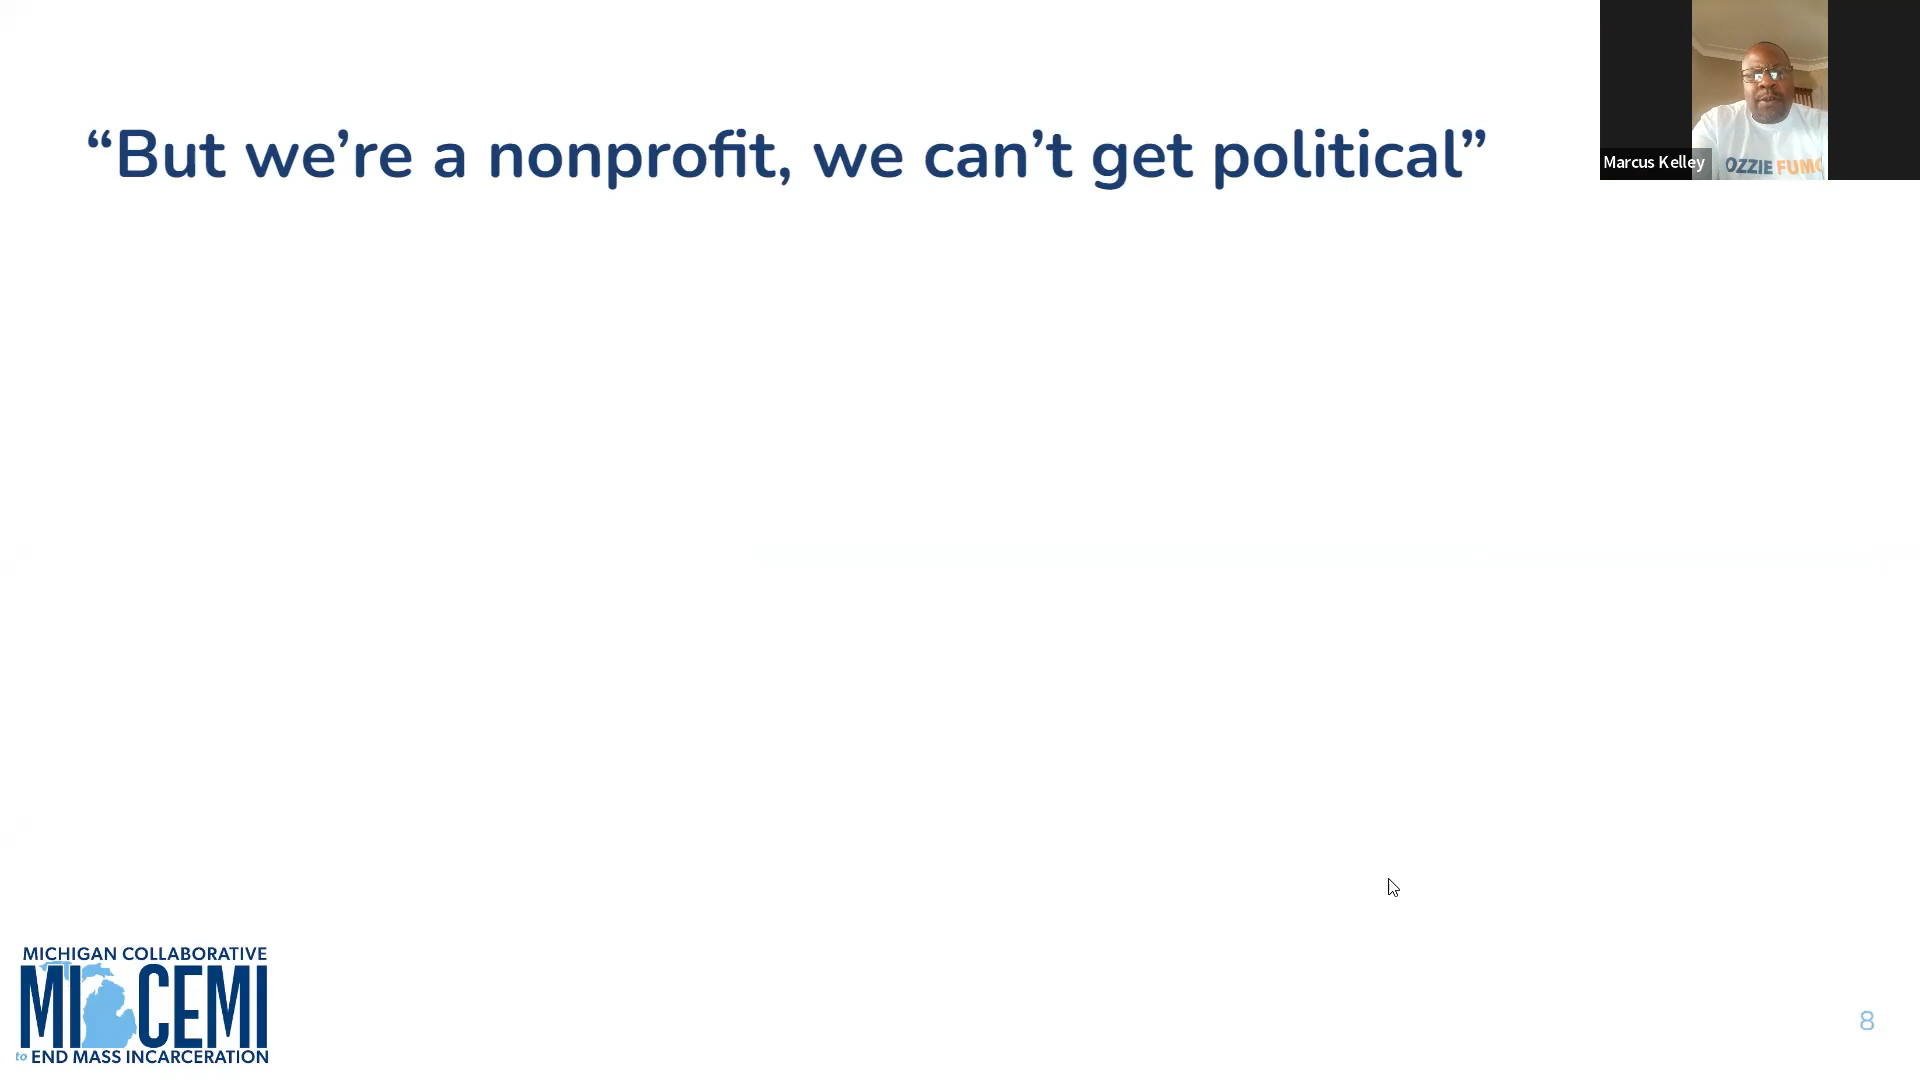 “But we’re a nonprofit, we can’t get political”
OZZIE FUM
Marcus Kelley
MICHIGAN COLLABORATIVE
MI CEMI
to END MASS INCARCERATION
8